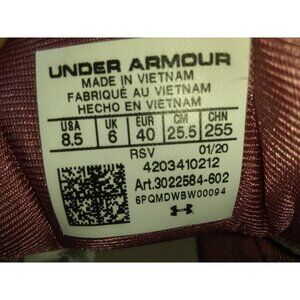 UNDER ARMOUR
MADE IN VIETNAM
FABRIQUÉ AU VIETNAM
HECHO EN VIETNAM
USA UK EUR CM CHN
8.5 6 40 25.5 255
RSV 01/20
4203410212
Art.3022584-602
6PQMDWBW00094